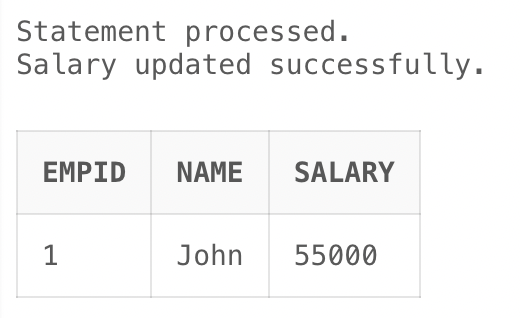 Statement processed.
Salary updated successfully.
EMPID NAME SALARY
1 John 55000